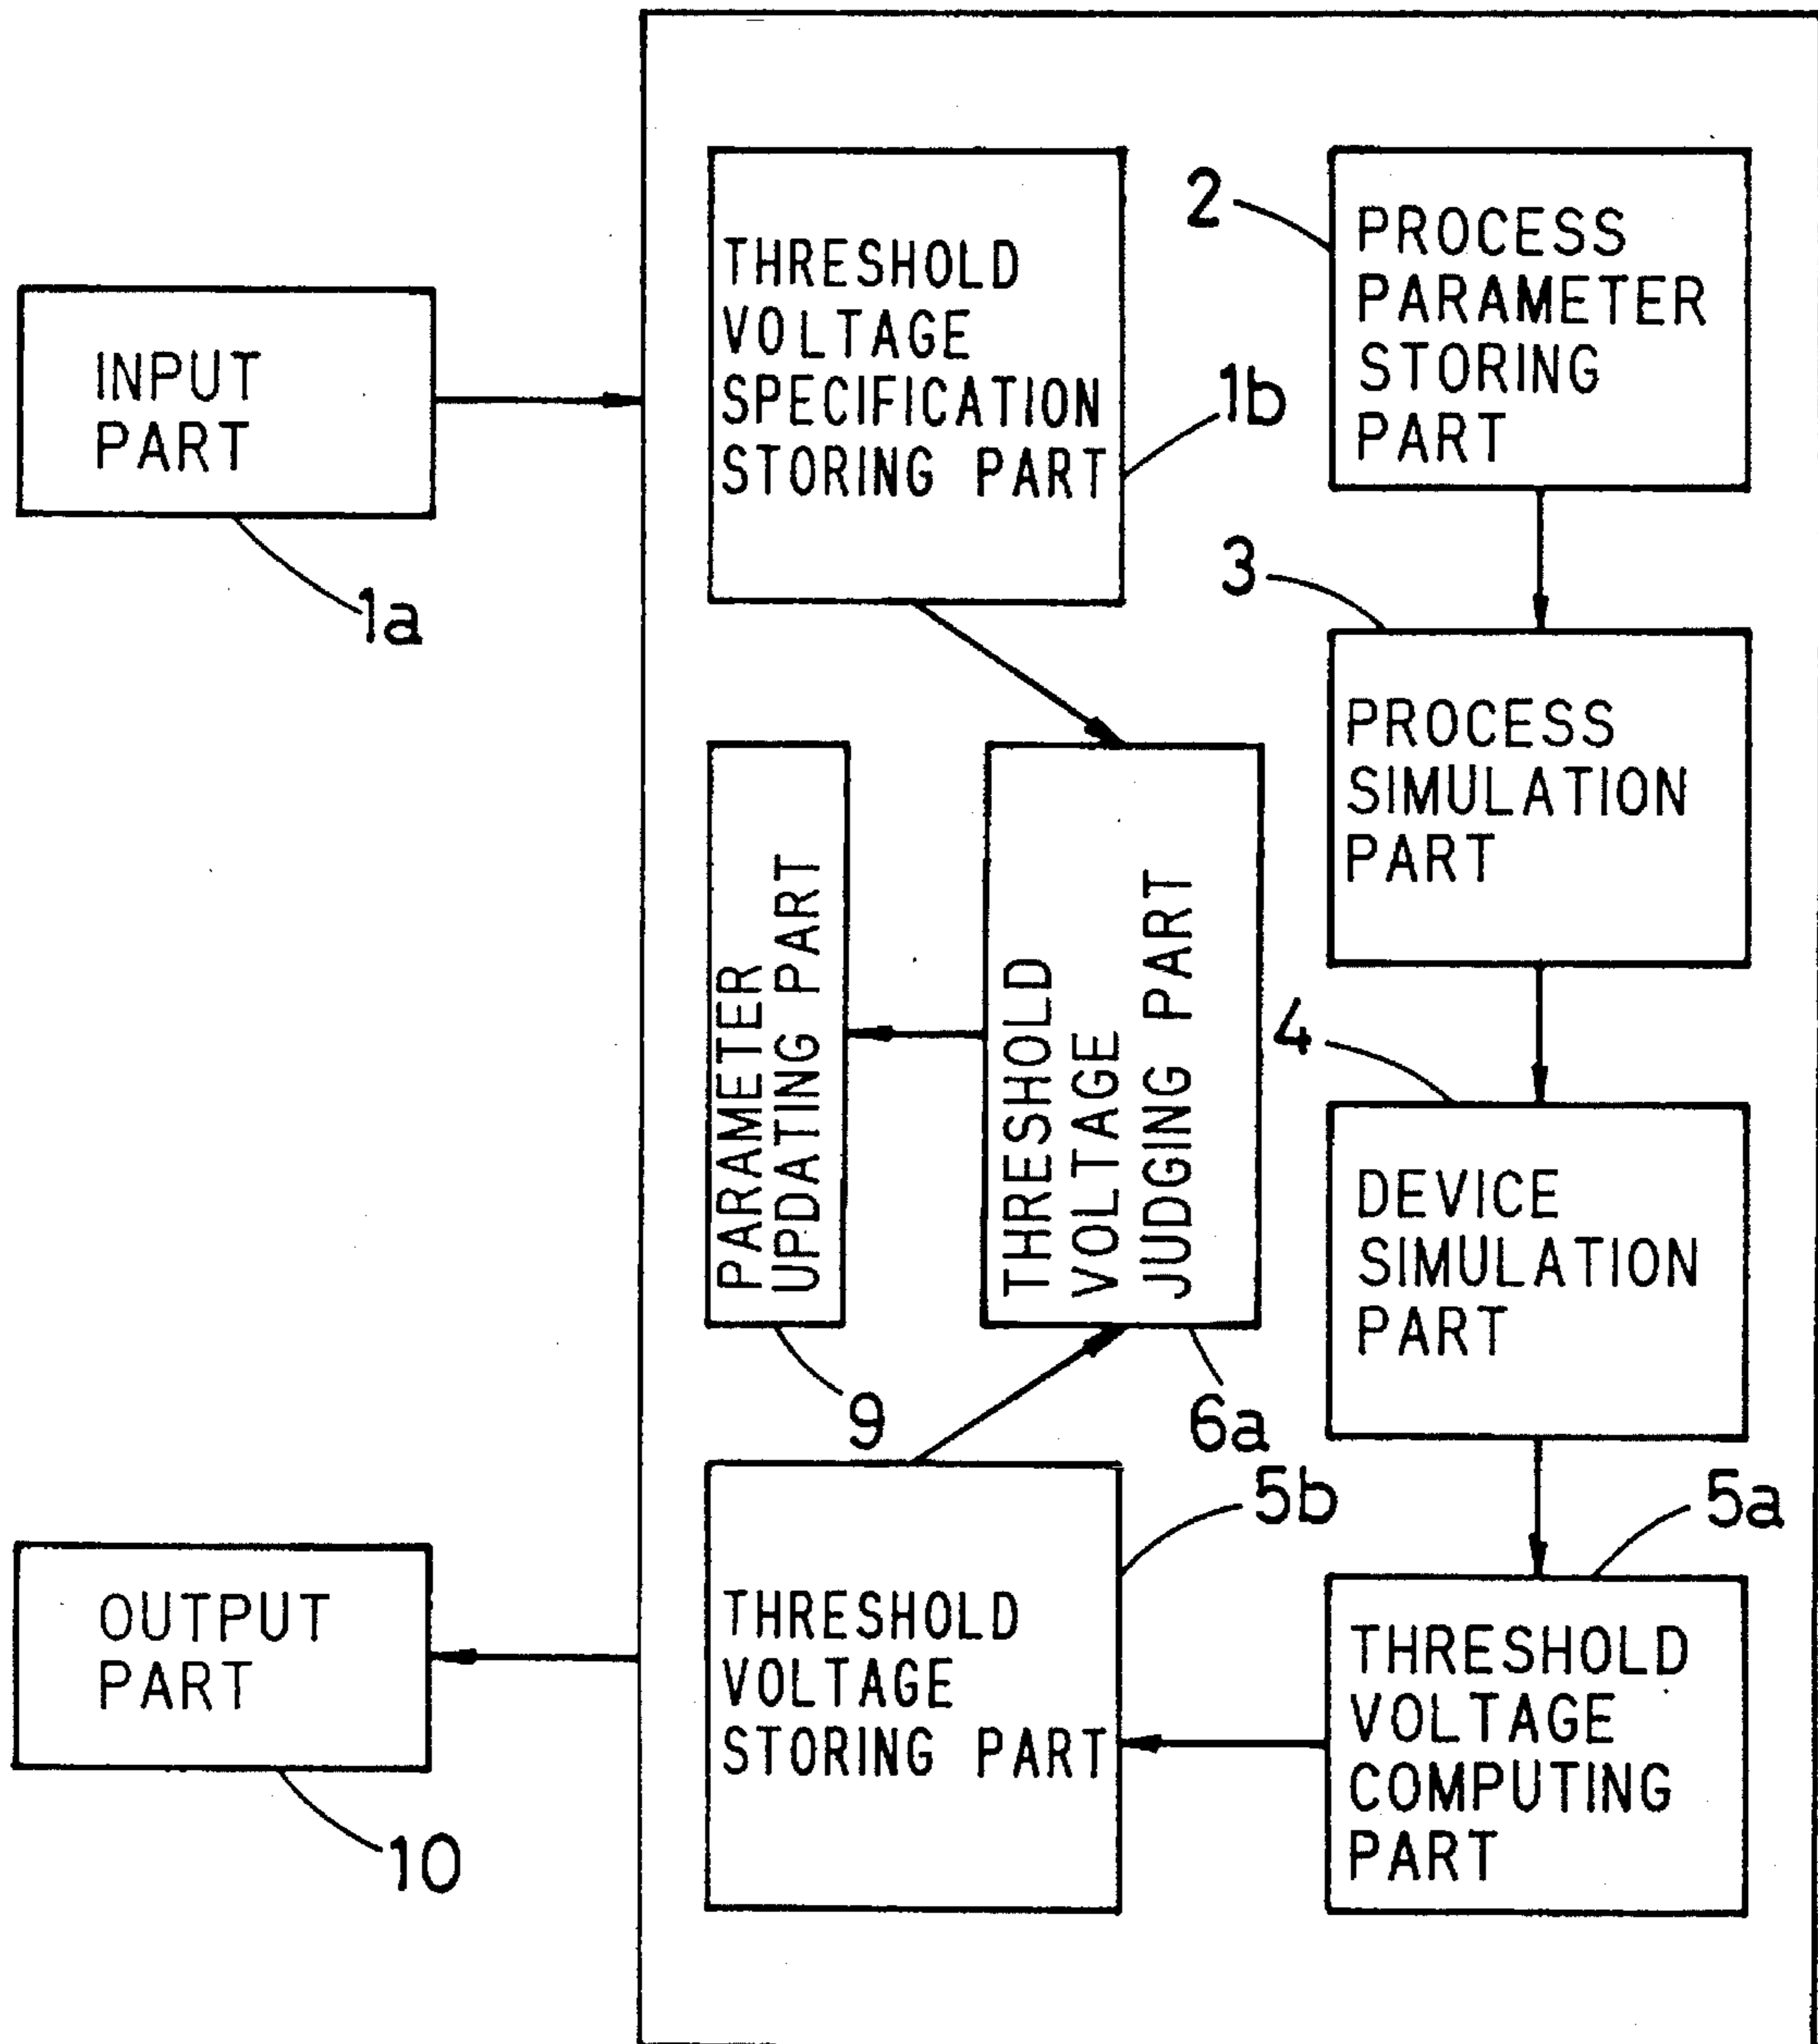 INPUT
PART
1a
THRESHOLD
VOLTAGE
SPECIFICATION
STORING PART
1b
2
PROCESS
PARAMETER
STORING
PART
3
PROCESS
SIMULATION
PART
PARAMETER
UPDATING PART
9
THRESHOLD
VOLTAGE
JUDGING PART
6a
4
DEVICE
SIMULATION
PART
5b
THRESHOLD
VOLTAGE
STORING PART
5a
THRESHOLD
VOLTAGE
COMPUTING
PART
OUTPUT
PART
10